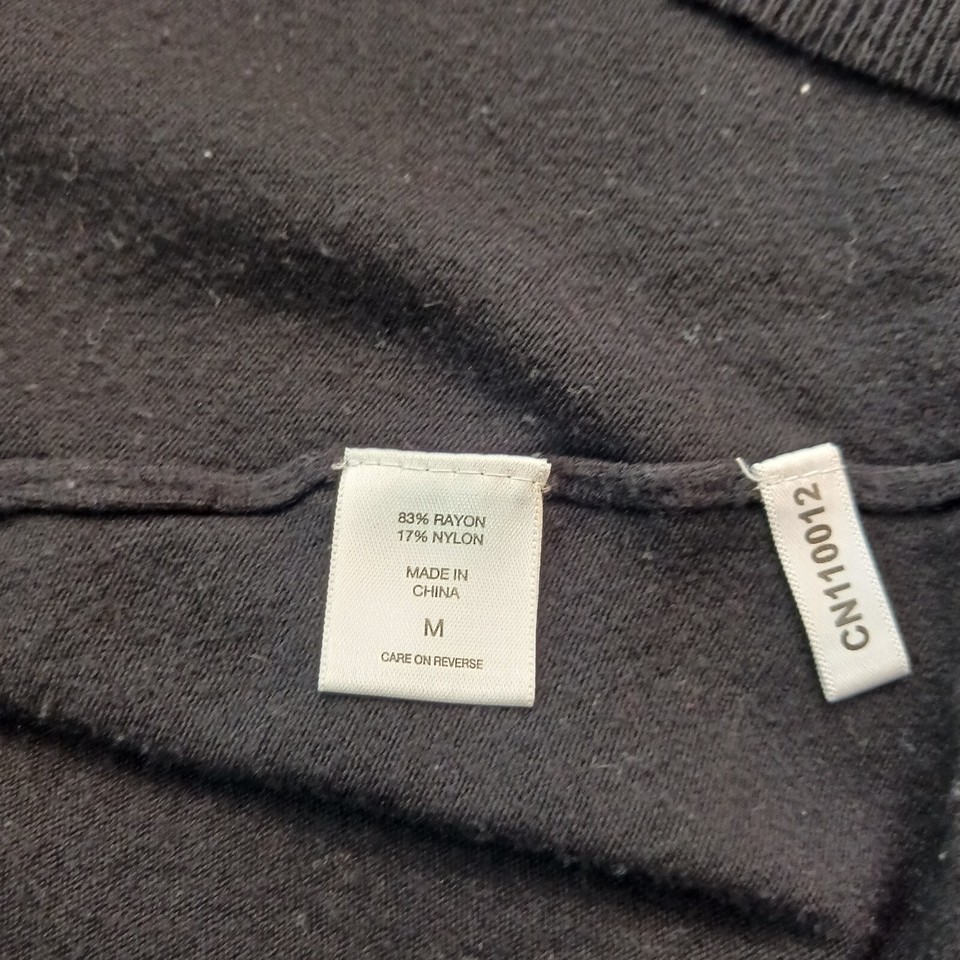 83% RAYON
17% NYLON
MADE IN
CHINA
M
CARE ON REVERSE
CN110012